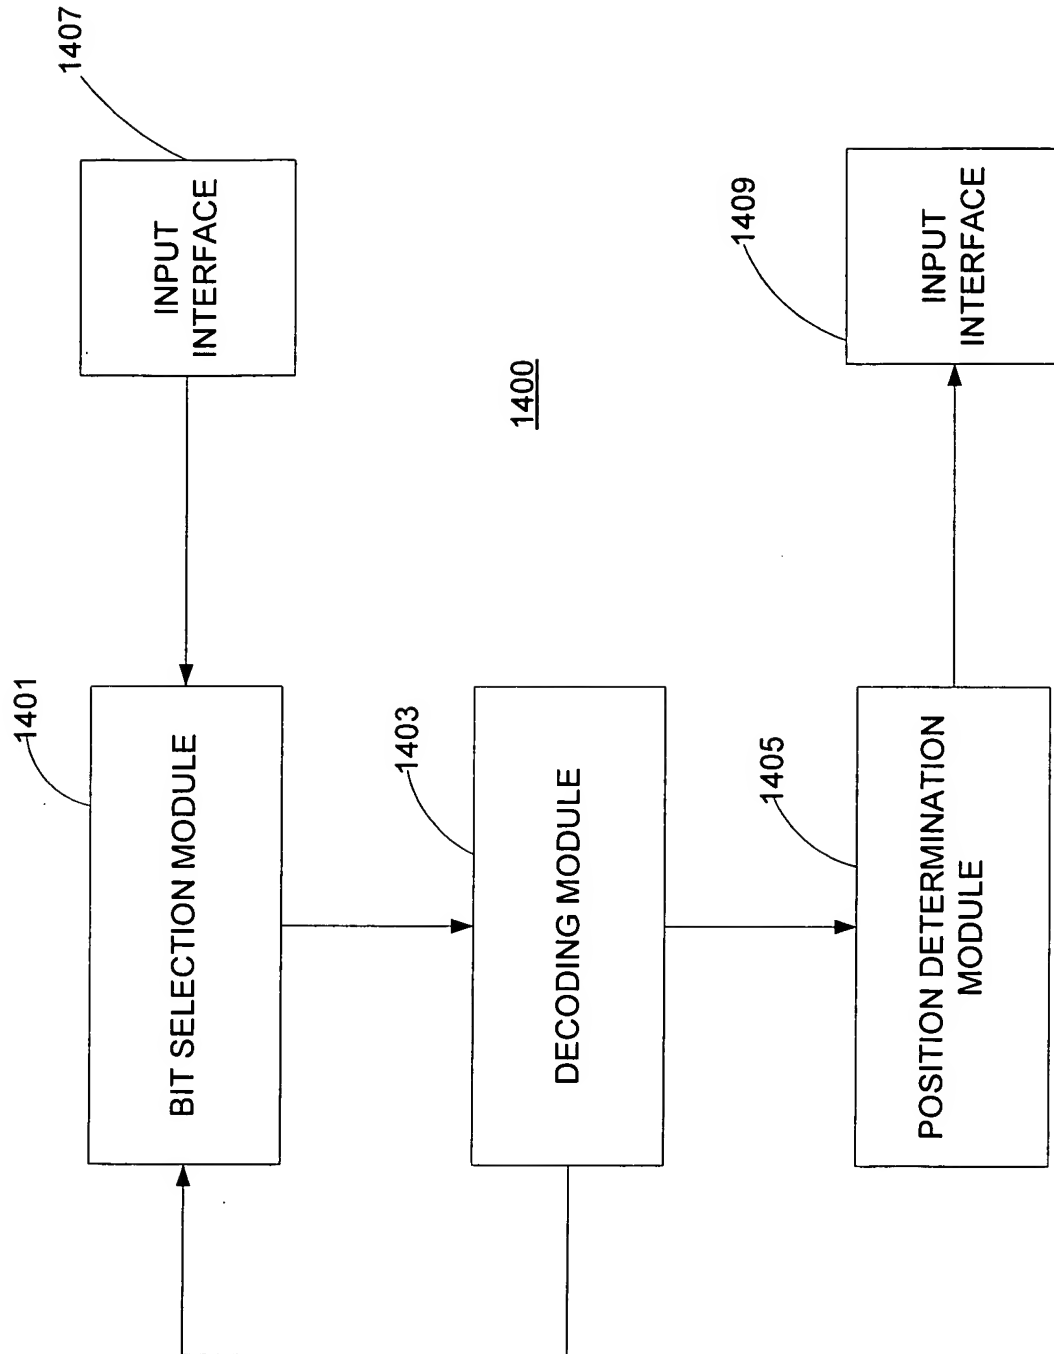 1407
INPUT
INTERFACE
1401
BIT SELECTION MODULE
1400
1403
DECODING MODULE
1409
INPUT
INTERFACE
1405
POSITION DETERMINATION
MODULE